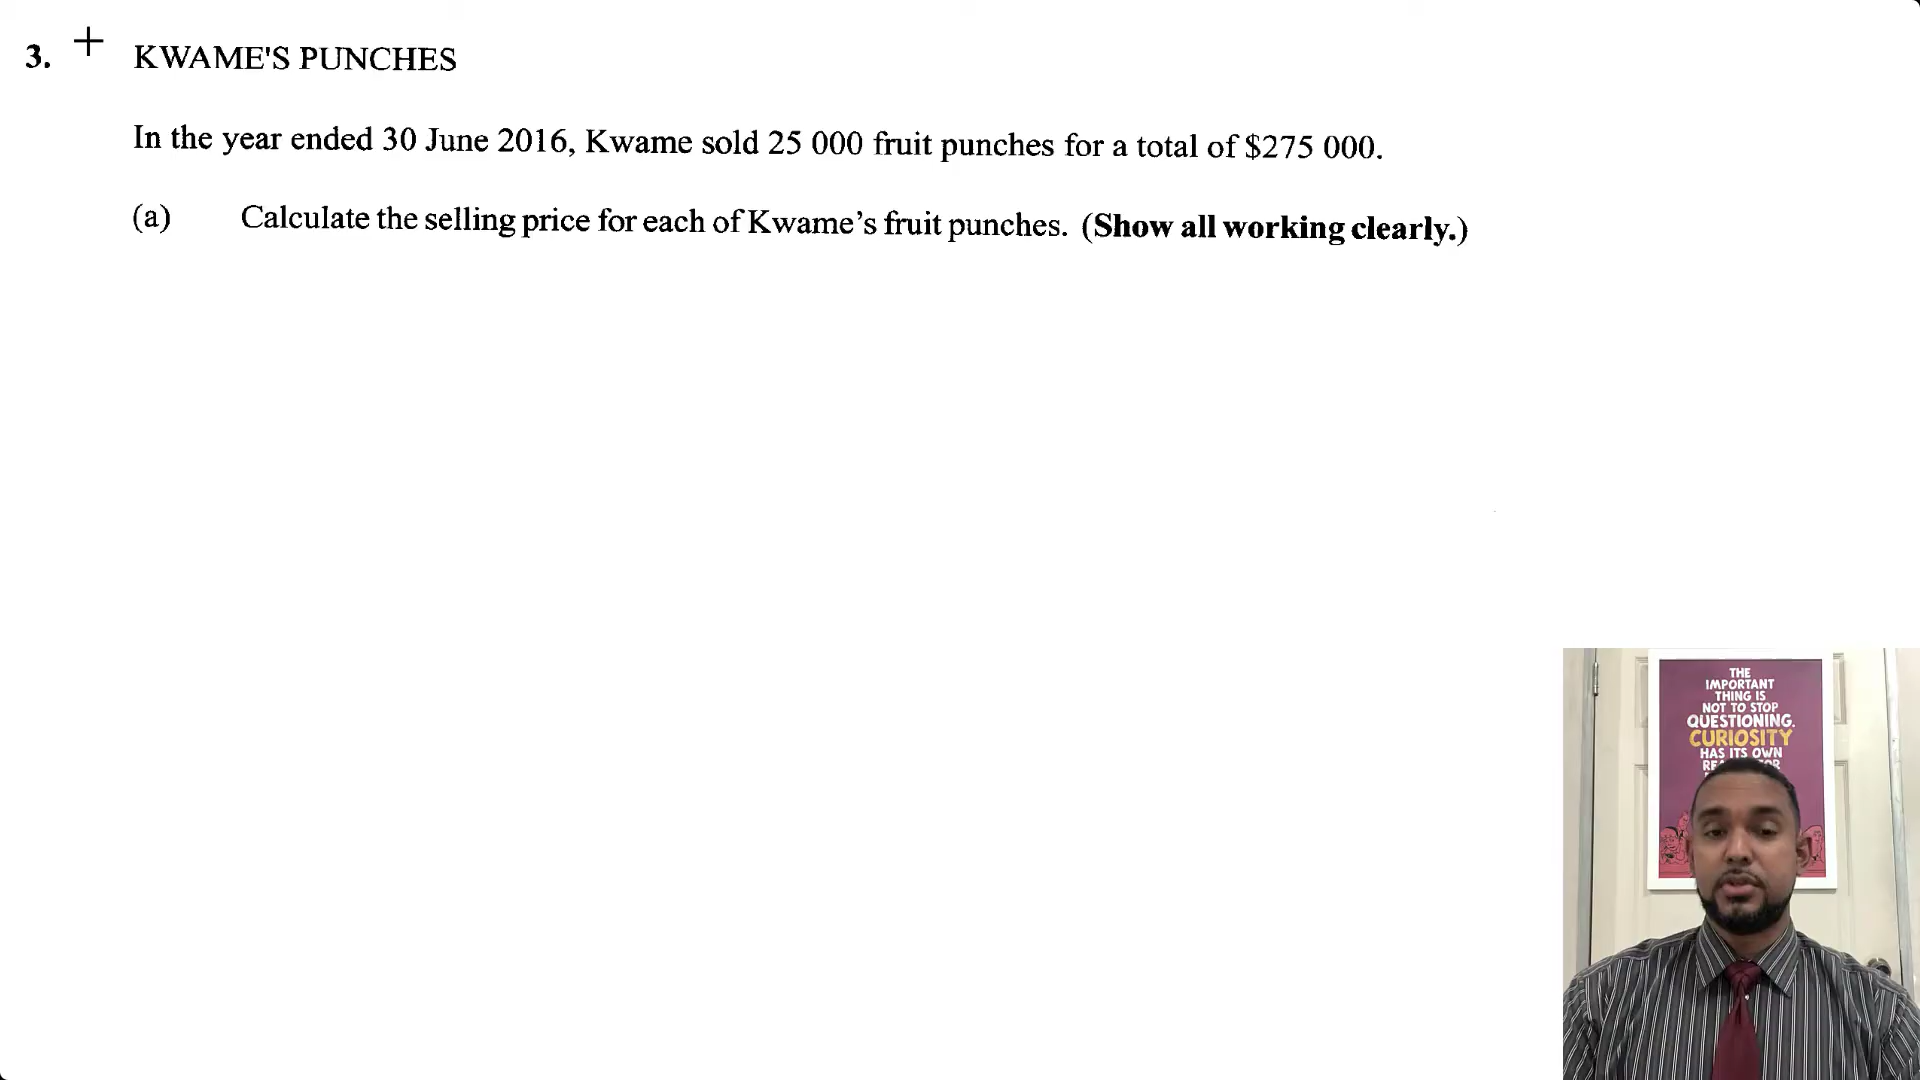 3. KWAME'S PUNCHES
In the year ended 30 June 2016, Kwame sold 25 000 fruit punches for a total of $275 000.
(a) Calculate the selling price for each of Kwame’s fruit punches. (Show all working clearly.)
THE
IMPORTANT
THING IS
NOT TO STOP
QUESTIONING.
CURIOSITY
HAS ITS OWN